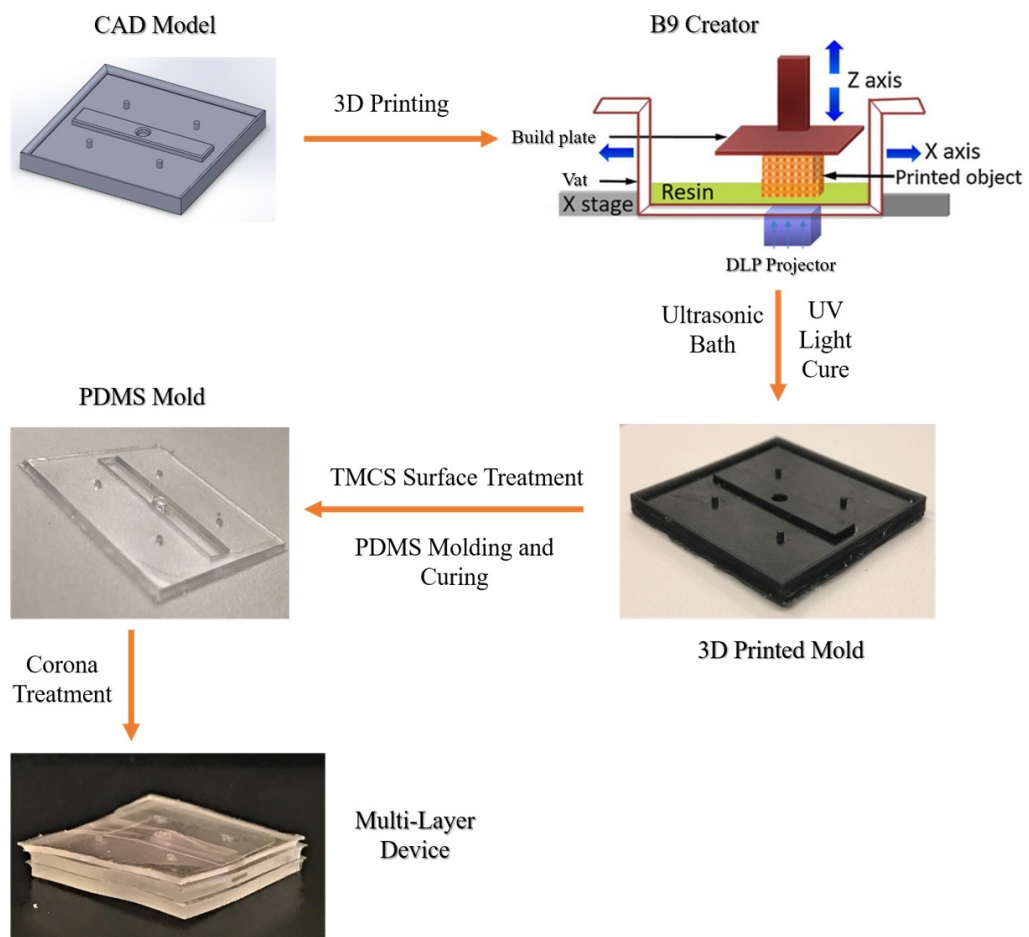 CAD Model
B9 Creator
3D Printing
Z axis
Build plate
X axis
Vat
Printed object
Resin
X stage
DLP Projector
Ultrasonic
Bath
UV
Light
Cure
PDMS Mold
TMCS Surface Treatment
PDMS Molding and
Curing
3D Printed Mold
Corona
Treatment
Multi-Layer
Device